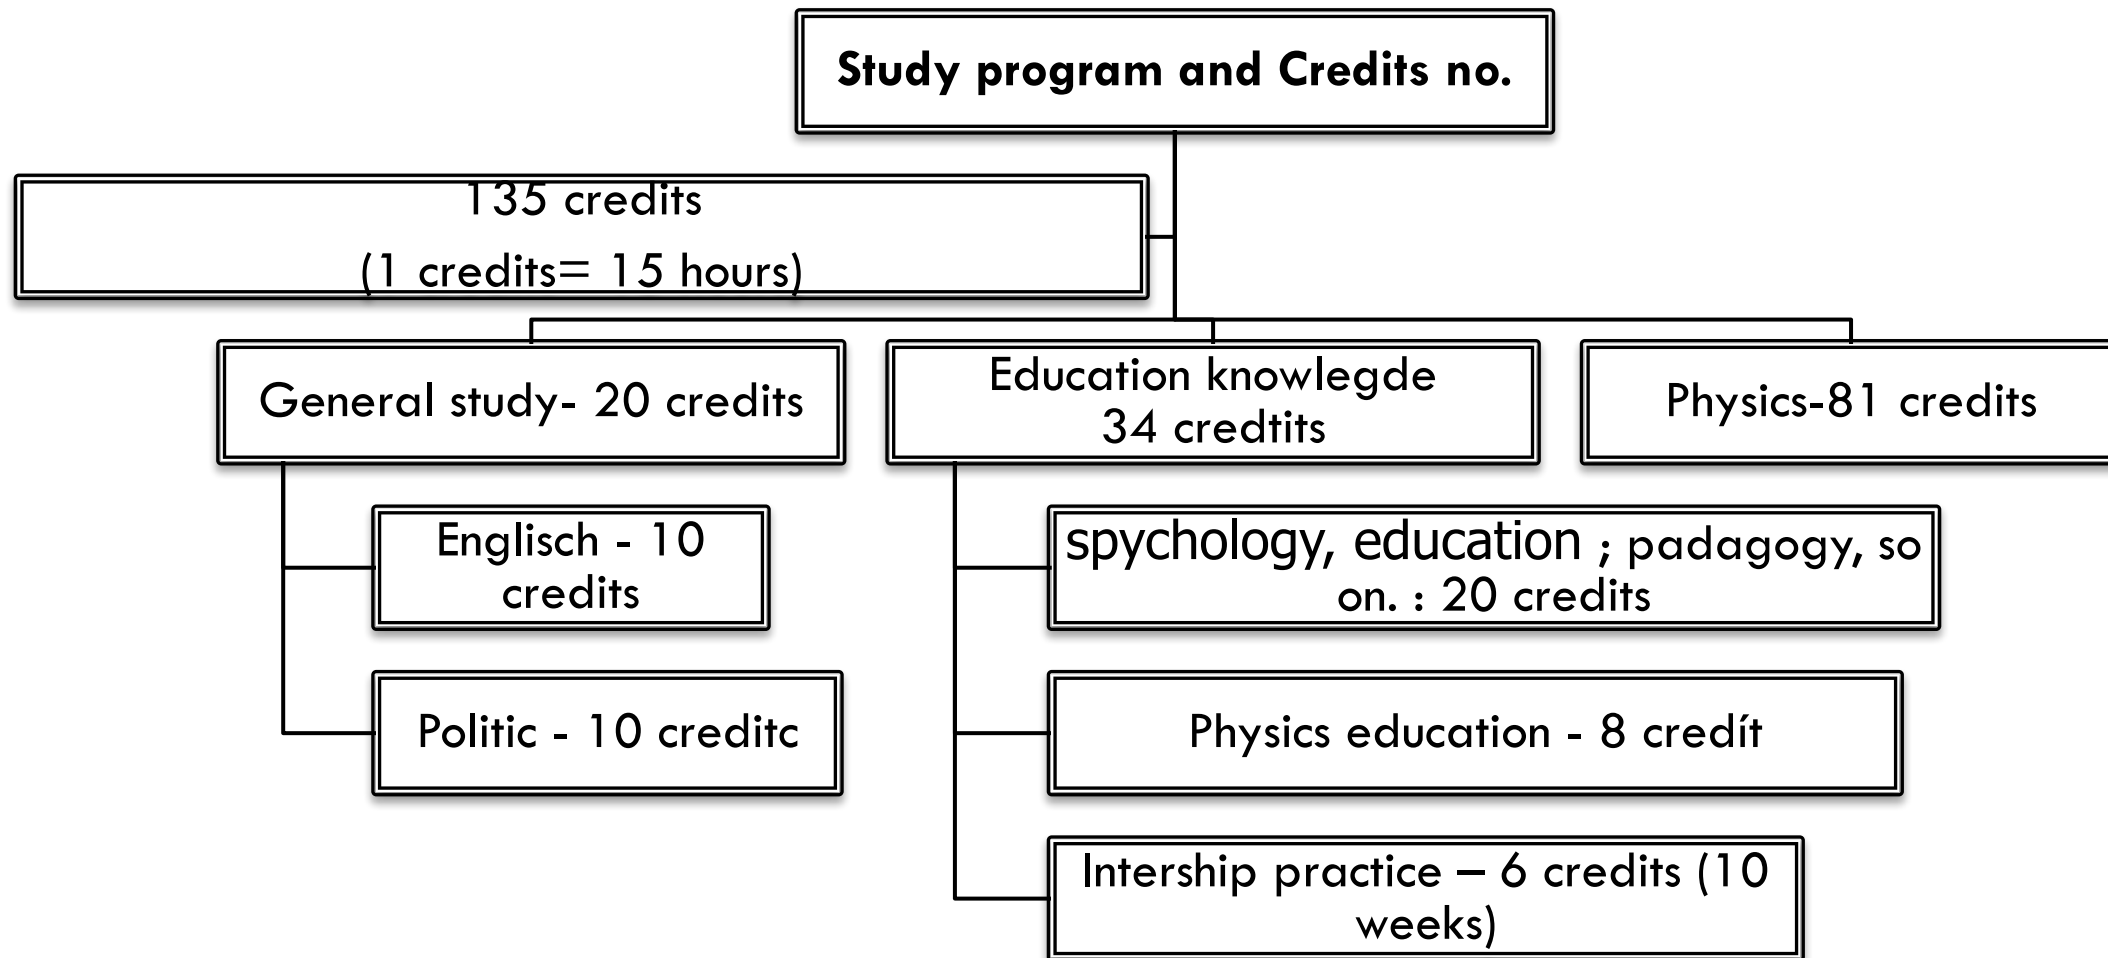 Study program and Credits no.
135 credits
(1 credits= 15 hours)
General study- 20 credits
Education knowlegde
34 credtits
Physics-81 credits
Englisch - 10
credits
Politic - 10 creditc
spychology, education ; padagogy, so
on. : 20 credits
Physics education - 8 credít
Intership practice – 6 credits (10
weeks)